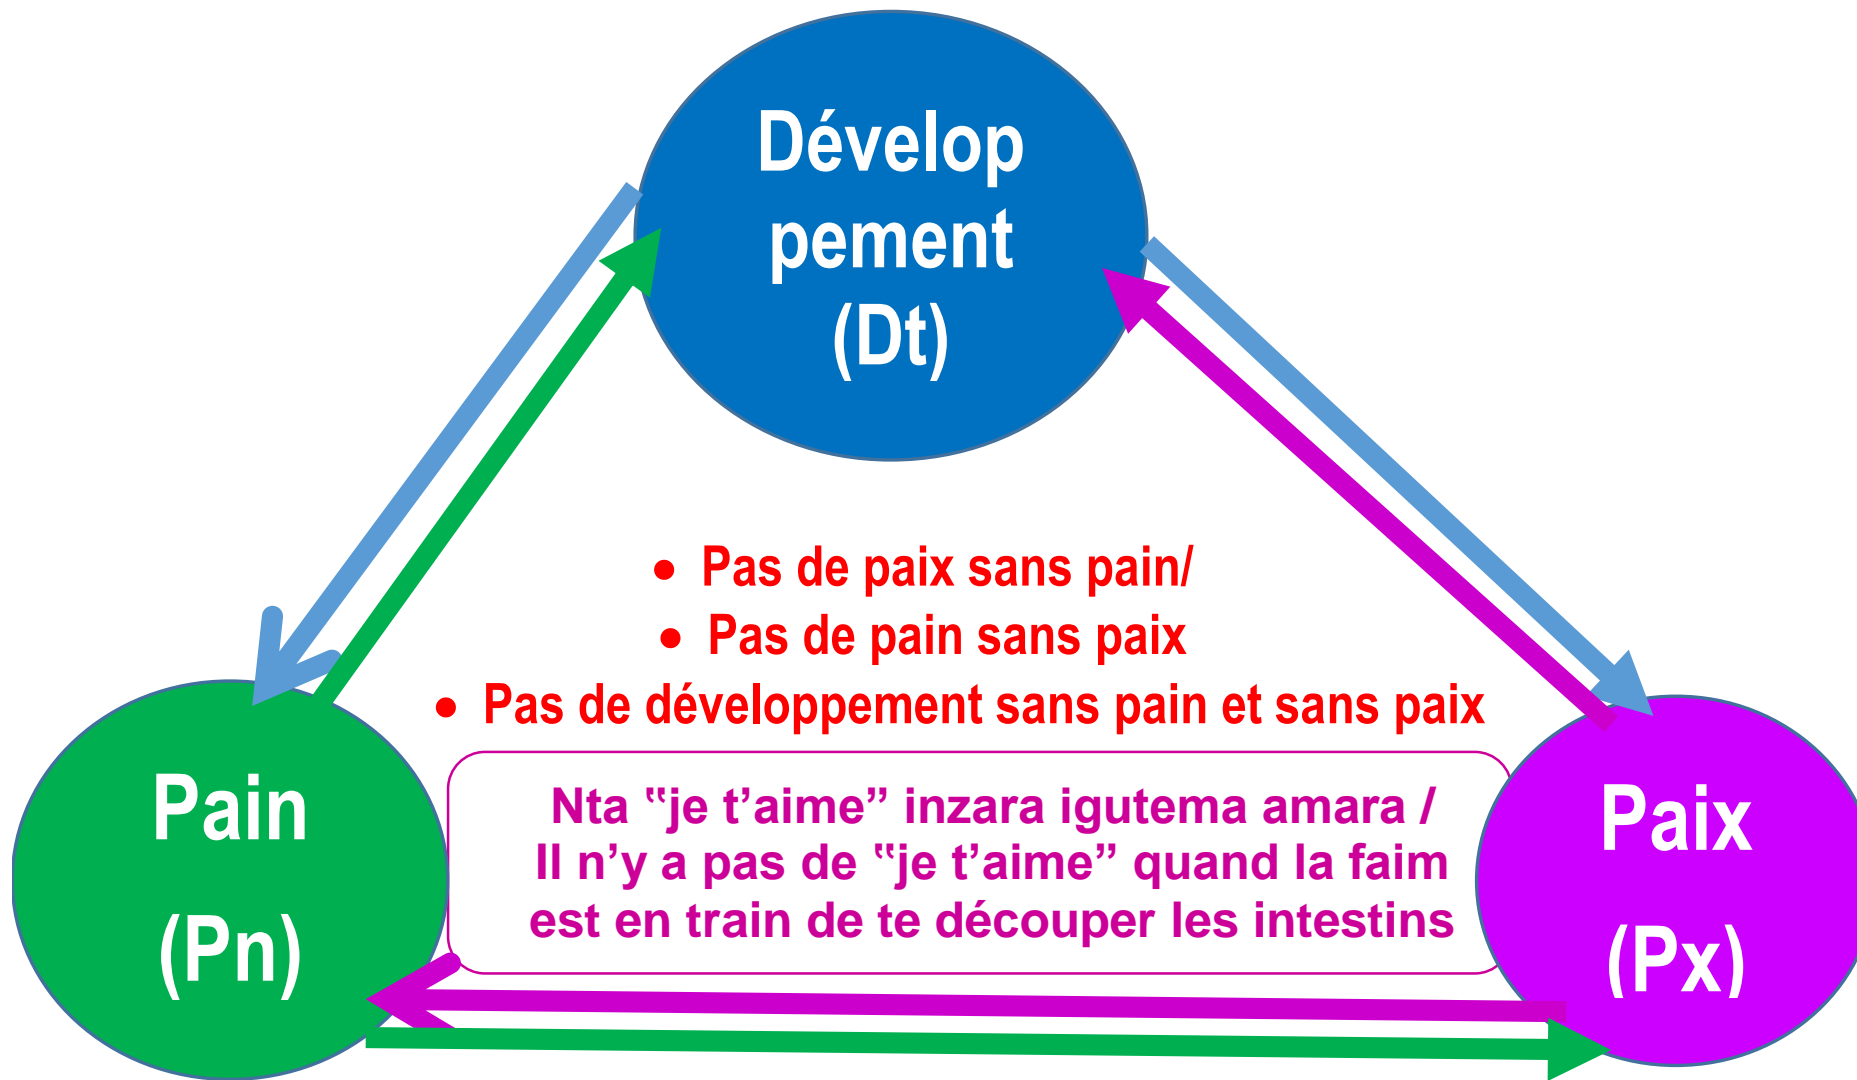 Dévelop
pement
(Dt)
• Pas de paix sans pain/
• Pas de pain sans paix
• Pas de développement sans pain et sans paix
Pain
(Pn)
Nta “je t’aime” inzara igutema amara /
Il n’y a pas de “je t’aime” quand la faim
est en train de te découper les intestins
Paix
(Px)